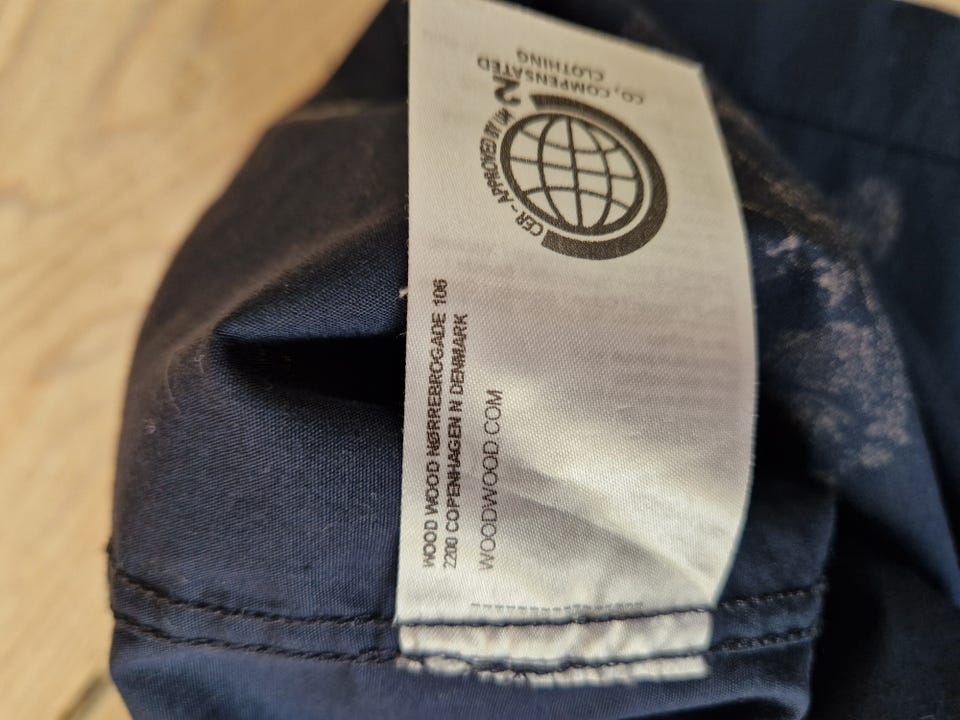 CO₂ COMPENSATED
CLOTHING
CER - APPROVED BY UN
WOOD WOOD NØRREBROGADE 106
2200 COPENHAGEN N DENMARK
WOODWOOD.COM